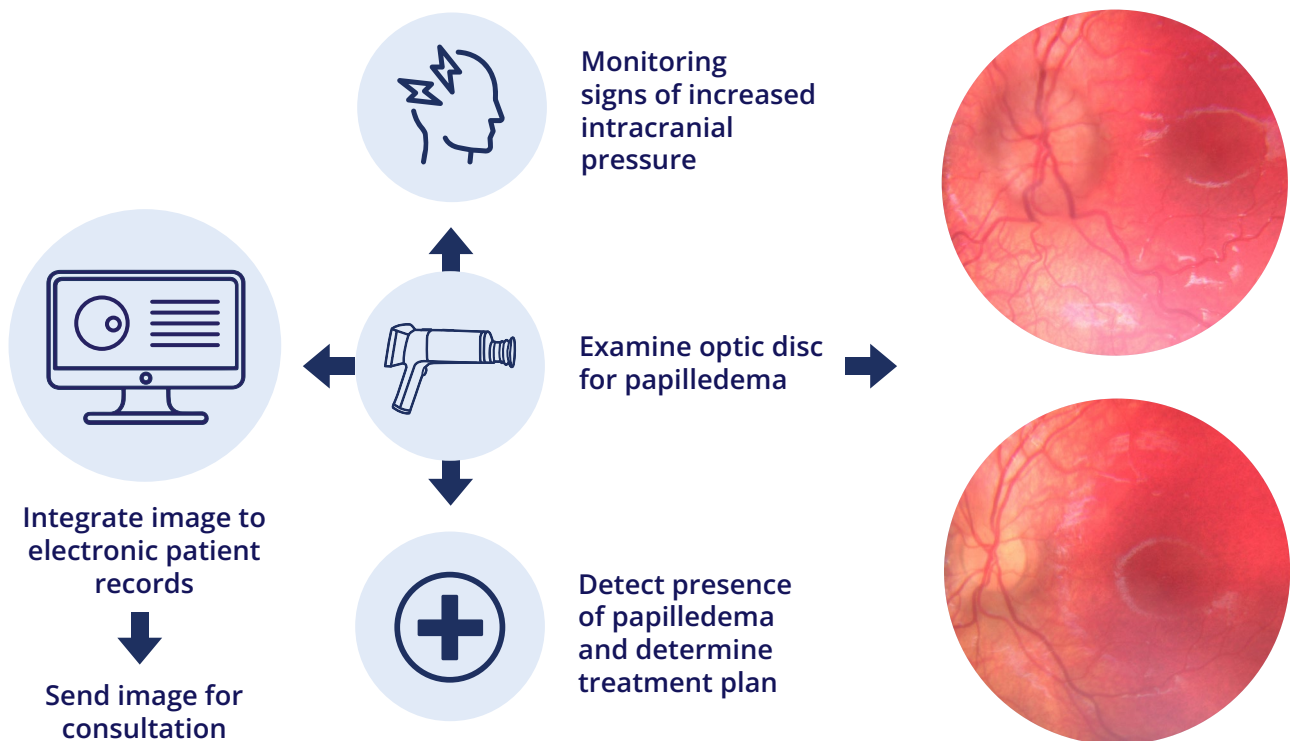 Monitoring
signs of increased
intracranial
pressure
Examine optic disc
for papilledema
Integrate image to
electronic patient
records
Send image for
consultation
Detect presence
of papilledema
and determine
treatment plan